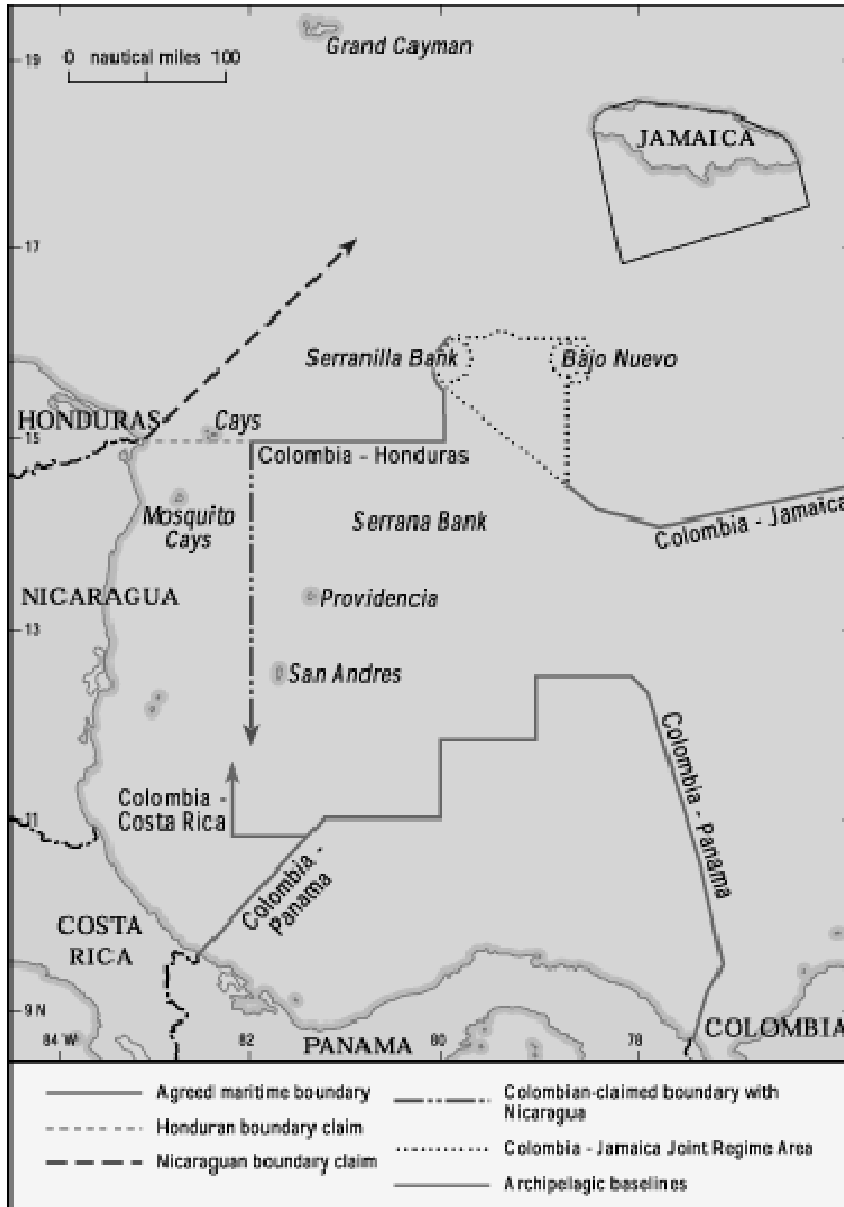 Grand Cayman
19
0 nautical miles 100
JAMAICA
17
Serranilla Bank
Bajo Nuevo
HONDURAS
Cays
15
Colombia - Honduras
Mosquito
Cays
Serrana Bank
Colombia - Jamaica
NICARAGUA
Providencia
13
San Andres
Colombia -
Costa Rica
11
Colombia -
Panama
Colombia - Panama
COSTA
RICA
9 N
84 W
82
80
78
PANAMA
COLOMBIA
Agreed maritime boundary
Honduran boundary claim
Nicaraguan boundary claim
Colombian-claimed boundary with
Nicaragua
Colombia - Jamaica Joint Regime Area
Archipelagic baselines